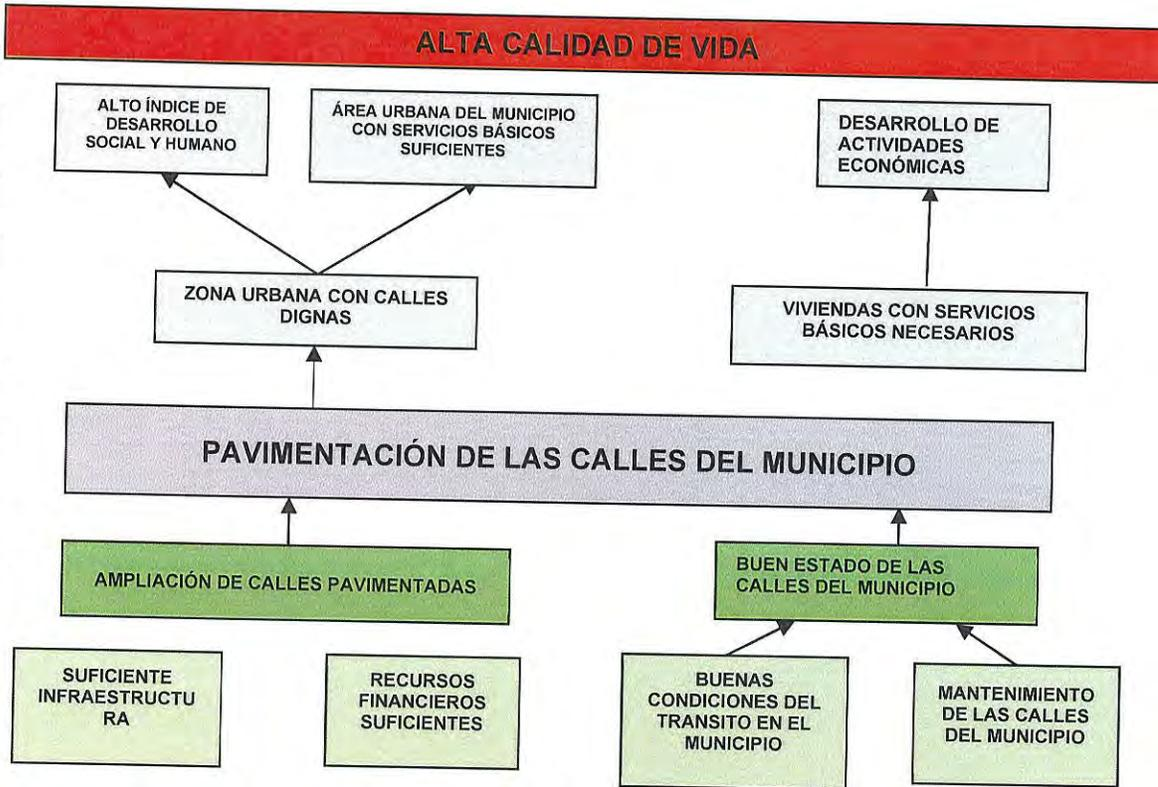 ALTA CALIDAD DE VIDA
ALTO ÍNDICE DE
DESARROLLO
SOCIAL Y HUMANO
ÁREA URBANA DEL MUNICIPIO
CON SERVICIOS BÁSICOS
SUFICIENTES
DESARROLLO DE
ACTIVIDADES
ECONÓMICAS
ZONA URBANA CON CALLES
DIGNAS
VIVIENDAS CON SERVICIOS
BÁSICOS NECESARIOS
PAVIMENTACIÓN DE LAS CALLES DEL MUNICIPIO
AMPLIACIÓN DE CALLES PAVIMENTADAS
BUEN ESTADO DE LAS
CALLES DEL MUNICIPIO
SUFICIENTE
INFRAESTRUCTU
RA
RECURSOS
FINANCIEROS
SUFICIENTES
BUENAS
CONDICIONES DEL
TRANSITO EN EL
MUNICIPIO
MANTENIMIENTO
DE LAS CALLES
DEL MUNICIPIO